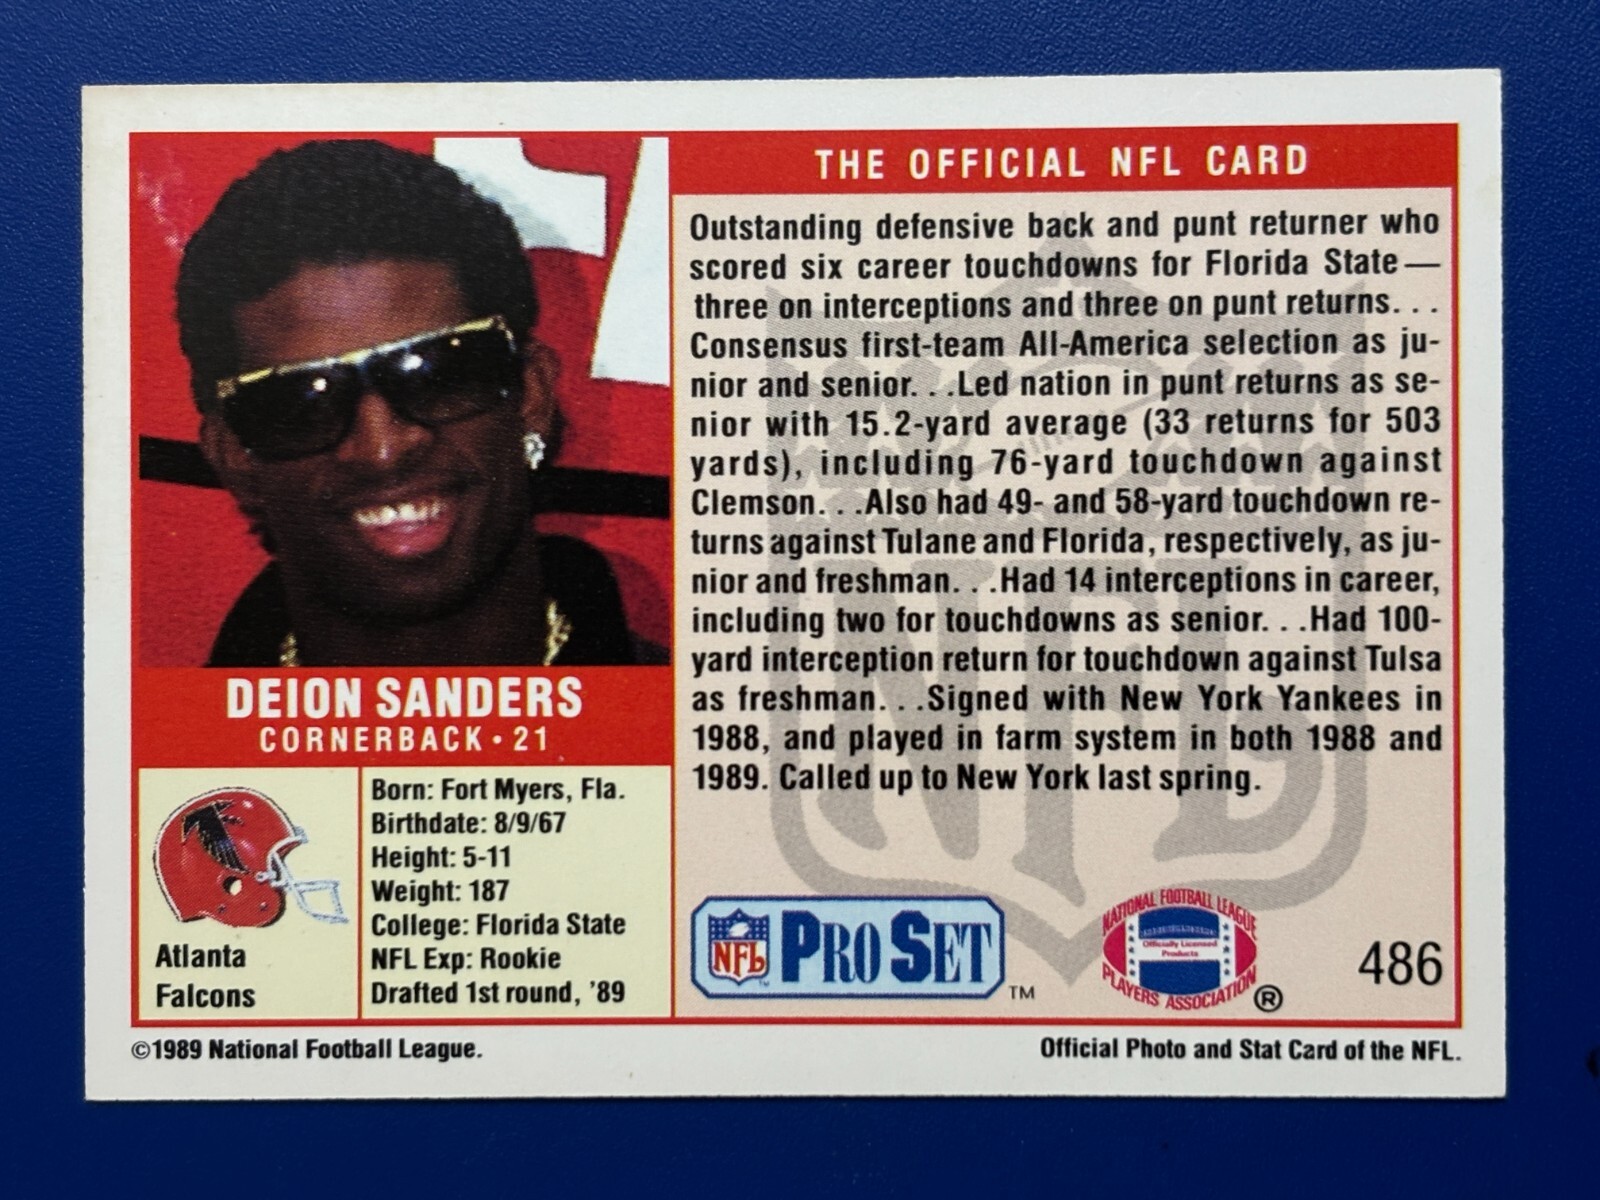 THE OFFICIAL NFL CARD
Outstanding defensive back and punt returner who
scored six career touchdowns for Florida State —
three on interceptions and three on punt returns. . .
Consensus first-team All-America selection as ju-
nior and senior. . .Led nation in punt returns as se-
nior with 15.2-yard average (33 returns for 503
yards), including 76-yard touchdown against
Clemson. . .Also had 49- and 58-yard touchdown re-
turns against Tulane and Florida, respectively, as ju-
nior and freshman. . .Had 14 interceptions in career,
including two for touchdowns as senior. . .Had 100-
yard interception return for touchdown against Tulsa
as freshman. . .Signed with New York Yankees in
1988, and played in farm system in both 1988 and
1989. Called up to New York last spring.
NFL
DEION SANDERS
CORNERBACK • 21
Atlanta
Falcons
Born: Fort Myers, Fla.
Birthdate: 8/9/67
Height: 5-11
Weight: 187
College: Florida State
NFL Exp: Rookie
Drafted 1st round, ’89
NFL PRO SET TM
NATIONAL FOOTBALL LEAGUE
Officially Licensed
Products
PLAYERS ASSOCIATION ®
486
©1989 National Football League.
Official Photo and Stat Card of the NFL.